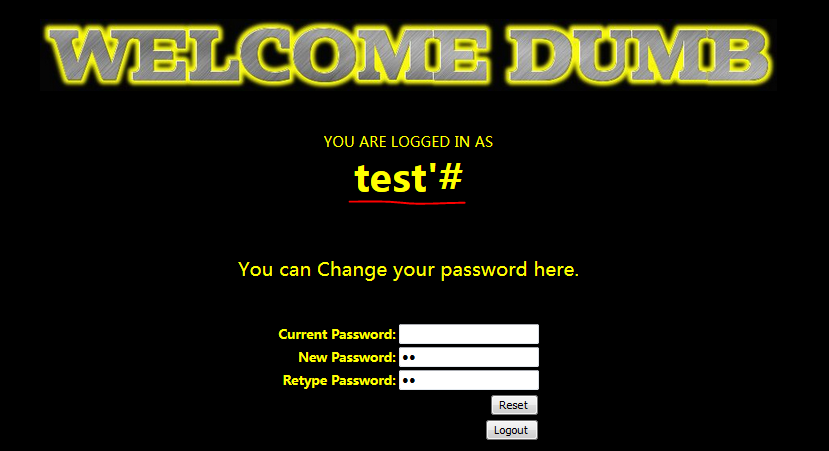 WELCOME DUMB
YOU ARE LOGGED IN AS
test'#
You can Change your password here.
Current Password:
New Password: ••
Retype Password: ••
Reset
Logout